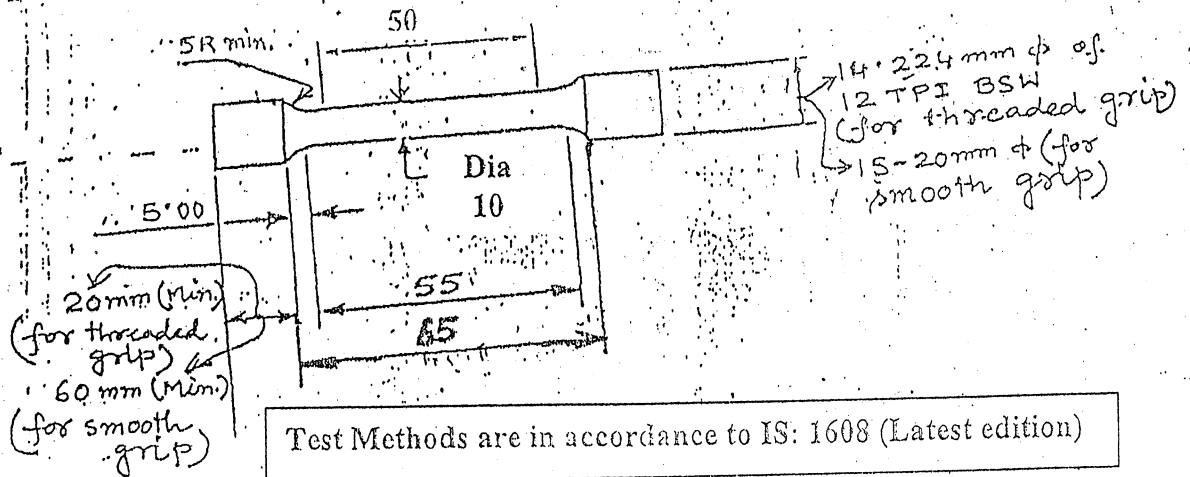 50
5R min.
14.224 mm ϕ of
12 TPI BSW
(for threaded grip)
15-20mm ϕ (for
smooth grip)
Dia
10
5.00
20mm (Min.)
(for threaded
grip)
60 mm (Min.)
(for smooth
grip)
55
65
Test Methods are in accordance to IS: 1608 (Latest edition)